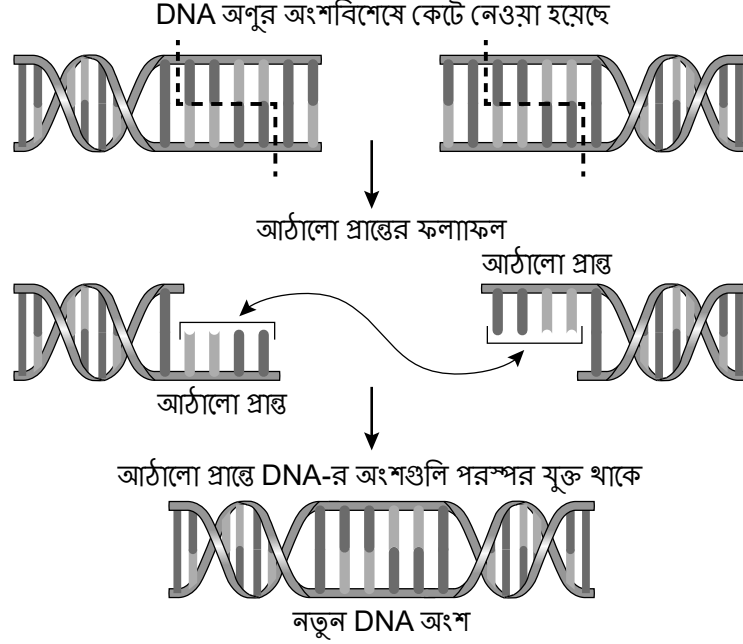 DNA অণুর অংশবিশেষে কেটে নেওয়া হয়েছে
আঠালো প্রান্তের ফলাাফল
আঠালো প্রান্ত
আঠালো প্রান্ত
আঠালো প্রান্তে DNA-র অংশগুলি পরস্পর যুক্ত থাকে
নতুন DNA অংশ